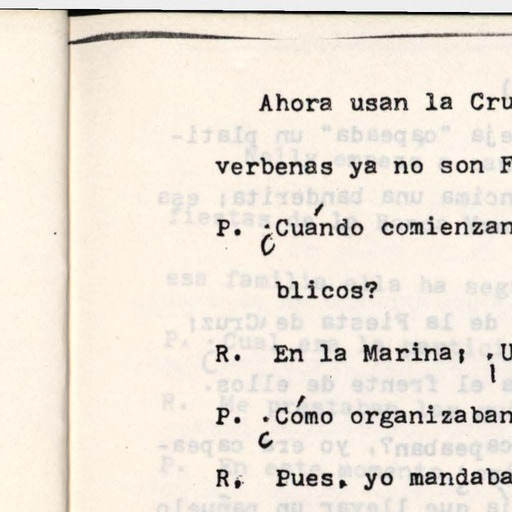 Ahora usan la Cru
verbenas ya no son F
P. ¿Cuándo comienzan
blicos?
R. En la Marina; ¡U
P. ¿Cómo organizaban
R. Pues, yo mandaba